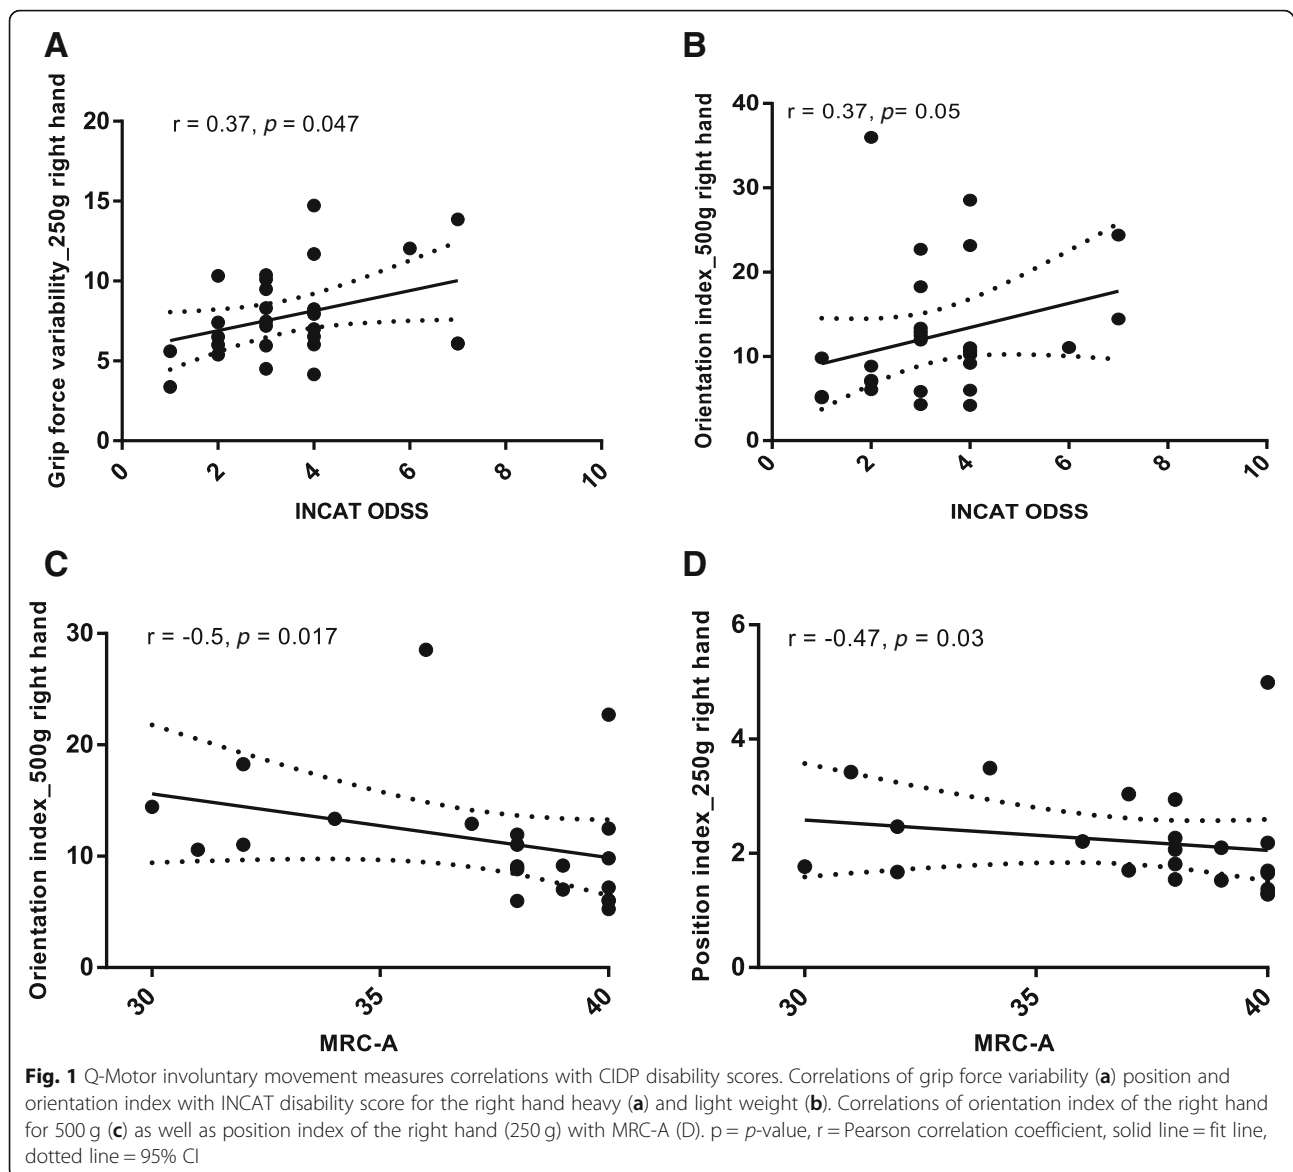 A
B
Grip force variability_250g right hand
r = 0.37, p = 0.047
20
15
10
5
0
0
2
4
6
8
10
INCAT ODSS
Orientation index_500g right hand
r = 0.37, p= 0.05
40
30
20
10
0
0
2
4
6
8
10
INCAT ODSS
C
D
Orientation index_500g right hand
r = -0.5, p = 0.017
30
20
10
0
30
35
40
MRC-A
Position index_250g right hand
r = -0.47, p = 0.03
6
4
2
0
30
35
40
MRC-A
Fig. 1 Q-Motor involuntary movement measures correlations with CIDP disability scores. Correlations of grip force variability (a) position and
orientation index with INCAT disability score for the right hand heavy (a) and light weight (b). Correlations of orientation index of the right hand
for 500 g (c) as well as position index of the right hand (250 g) with MRC-A (D). p = p-value, r = Pearson correlation coefficient, solid line = fit line,
dotted line = 95% CI